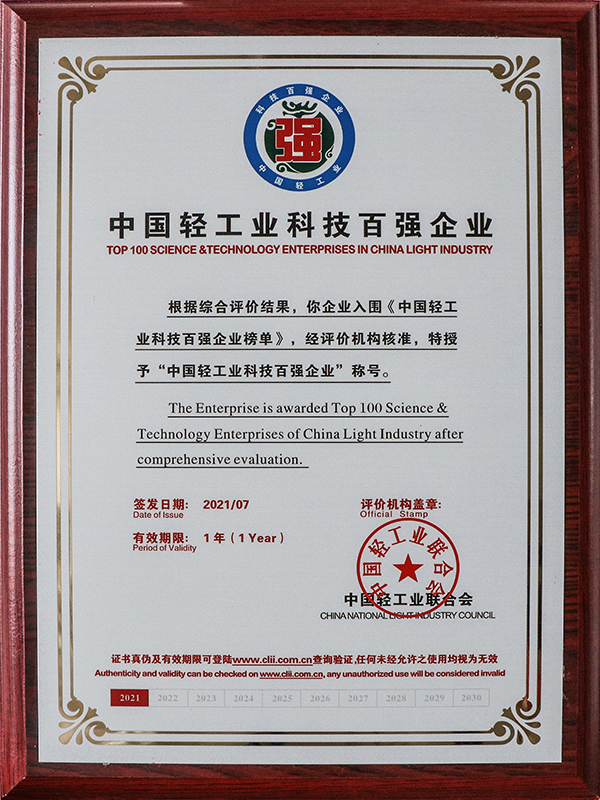 科技百强企业
强
中国轻工业
中国轻工业科技百强企业
TOP 100 SCIENCE &TECHNOLOGY ENTERPRISES IN CHINA LIGHT INDUSTRY
根据综合评价结果，你企业入围《中国轻工
业科技百强企业榜单》，经评价机构核准，特授
予“中国轻工业科技百强企业”称号。
The Enterprise is awarded Top 100 Science &
Technology Enterprises of China Light Industry after
comprehensive evaluation.
签发日期: 2021/07
Date of Issue
评价机构盖章:
Official Stamp
有效期限: 1 年（1 Year）
Period of Validity
中国轻工业联合会
中国轻工业联合会
CHINA NATIONAL LIGHT INDUSTRY COUNCIL
证书真伪及有效期限可登陆www.clii.com.cn查询验证,任何未经允许之使用均视为无效
Authenticity and validity can be checked on www.clii.com.cn, any unauthorized use will be considered invalid
2021 2022 2023 2024 2025 2026 2027 2028 2029 2030